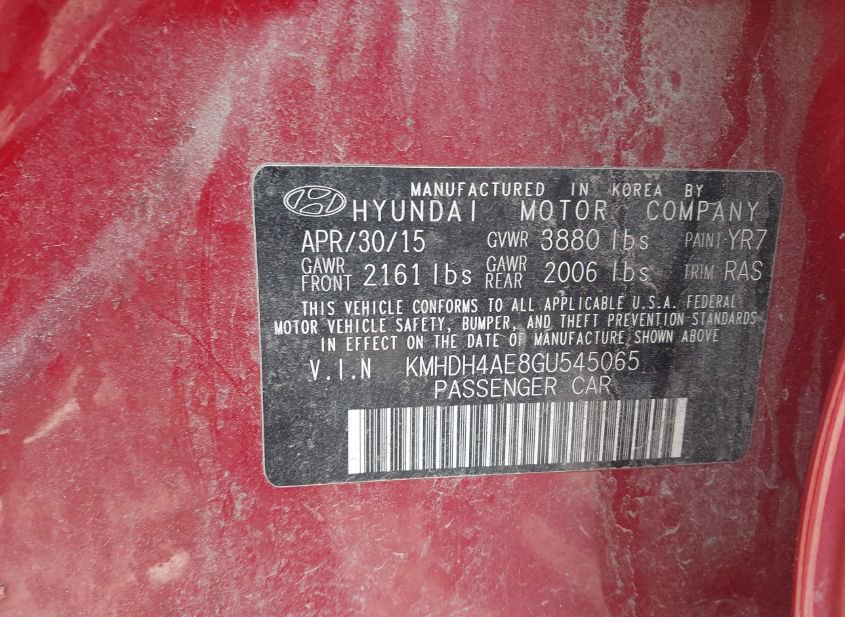 MANUFACTURED IN KOREA BY
HYUNDAI MOTOR COMPANY
APR/30/15 GVWR 3880 lbs PAINT:YR7
GAWR FRONT 2161 lbs GAWR REAR 2006 lbs TRIM RAS
THIS VEHICLE CONFORMS TO ALL APPLICABLE U.S.A. FEDERAL
MOTOR VEHICLE SAFETY, BUMPER, AND THEFT PREVENTION STANDARDS
IN EFFECT ON THE DATE OF MANUFACTURE SHOWN ABOVE
V.I.N KMHDH4AE8GU545065
PASSENGER CAR